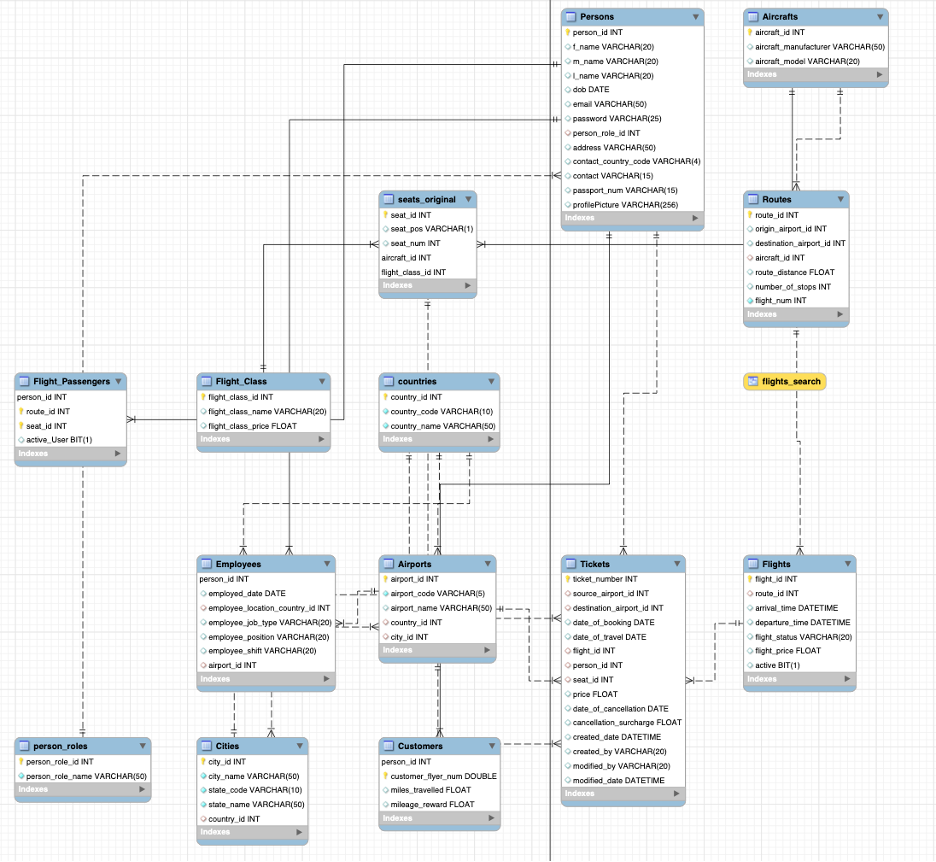 Persons
person_id INT
f_name VARCHAR(20)
m_name VARCHAR(20)
l_name VARCHAR(20)
dob DATE
email VARCHAR(50)
password VARCHAR(25)
person_role_id INT
address VARCHAR(50)
contact_country_code VARCHAR(4)
contact VARCHAR(15)
passport_num VARCHAR(15)
profilePicture VARCHAR(256)
Indexes
Aircrafts
aircraft_id INT
aircraft_manufacturer VARCHAR(50)
aircraft_model VARCHAR(20)
Indexes
seats_original
seat_id INT
seat_pos VARCHAR(1)
seat_num INT
aircraft_id INT
flight_class_id INT
Indexes
Routes
route_id INT
origin_airport_id INT
destination_airport_id INT
aircraft_id INT
route_distance FLOAT
number_of_stops INT
flight_num INT
Indexes
Flight_Passengers
person_id INT
route_id INT
seat_id INT
active_User BIT(1)
Indexes
Flight_Class
flight_class_id INT
flight_class_name VARCHAR(20)
flight_class_price FLOAT
Indexes
countries
country_id INT
country_code VARCHAR(10)
country_name VARCHAR(50)
Indexes
flights_search
Employees
person_id INT
employed_date DATE
employee_location_country_id INT
employee_job_type VARCHAR(20)
employee_position VARCHAR(20)
employee_shift VARCHAR(20)
airport_id INT
Indexes
Airports
airport_id INT
airport_code VARCHAR(5)
airport_name VARCHAR(50)
country_id INT
city_id INT
Indexes
Tickets
ticket_number INT
source_airport_id INT
destination_airport_id INT
date_of_booking DATE
date_of_travel DATE
flight_id INT
person_id INT
seat_id INT
price FLOAT
date_of_cancellation DATE
cancellation_surcharge FLOAT
created_date DATETIME
created_by VARCHAR(20)
modified_by VARCHAR(20)
modified_date DATETIME
Indexes
Flights
flight_id INT
route_id INT
arrival_time DATETIME
departure_time DATETIME
flight_status VARCHAR(20)
flight_price FLOAT
active BIT(1)
Indexes
person_roles
person_role_id INT
person_role_name VARCHAR(50)
Indexes
Cities
city_id INT
city_name VARCHAR(50)
state_code VARCHAR(10)
state_name VARCHAR(50)
country_id INT
Indexes
Customers
person_id INT
customer_flyer_num DOUBLE
miles_travelled FLOAT
mileage_reward FLOAT
Indexes